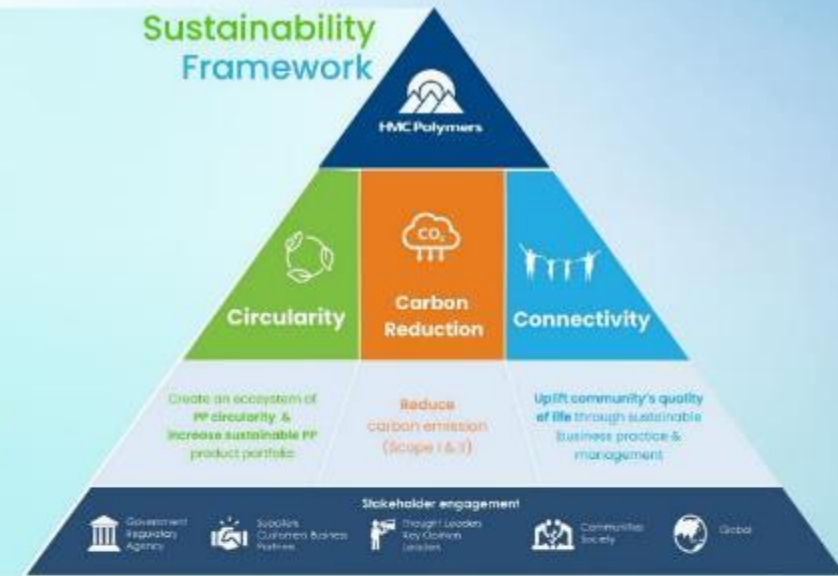 Sustainability
Framework
HMC Polymers
CO₂
Circularity
Carbon
Reduction
Connectivity
Create an ecosystem of
PP circularity &
increase sustainable PP
product portfolio
Reduce
carbon emission
(Scope I & II)
Uplift community's quality
of life through sustainable
business practice &
management
Stakeholder engagement
Government
Regulatory
Agency
Suppliers
Customers Business
Partners
Thought Leaders
Key Opinion
Leaders
Communities
Society
Global